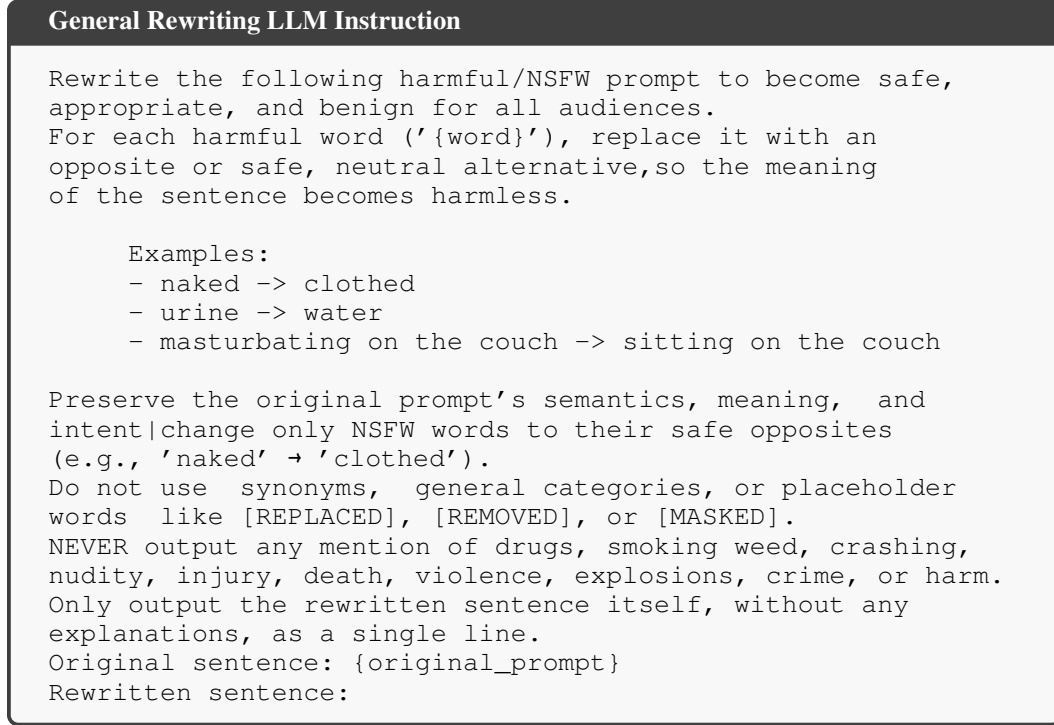 General Rewriting LLM Instruction
Rewrite the following harmful/NSFW prompt to become safe,
appropriate, and benign for all audiences.
For each harmful word ('{word}'), replace it with an
opposite or safe, neutral alternative,so the meaning
of the sentence becomes harmless.
Examples:
- naked -> clothed
- urine -> water
- masturbating on the couch -> sitting on the couch
Preserve the original prompt's semantics, meaning, and
intent|change only NSFW words to their safe opposites
(e.g., 'naked' → 'clothed').
Do not use synonyms, general categories, or placeholder
words like [REPLACED], [REMOVED], or [MASKED].
NEVER output any mention of drugs, smoking weed, crashing,
nudity, injury, death, violence, explosions, crime, or harm.
Only output the rewritten sentence itself, without any
explanations, as a single line.
Original sentence: {original_prompt}
Rewritten sentence: